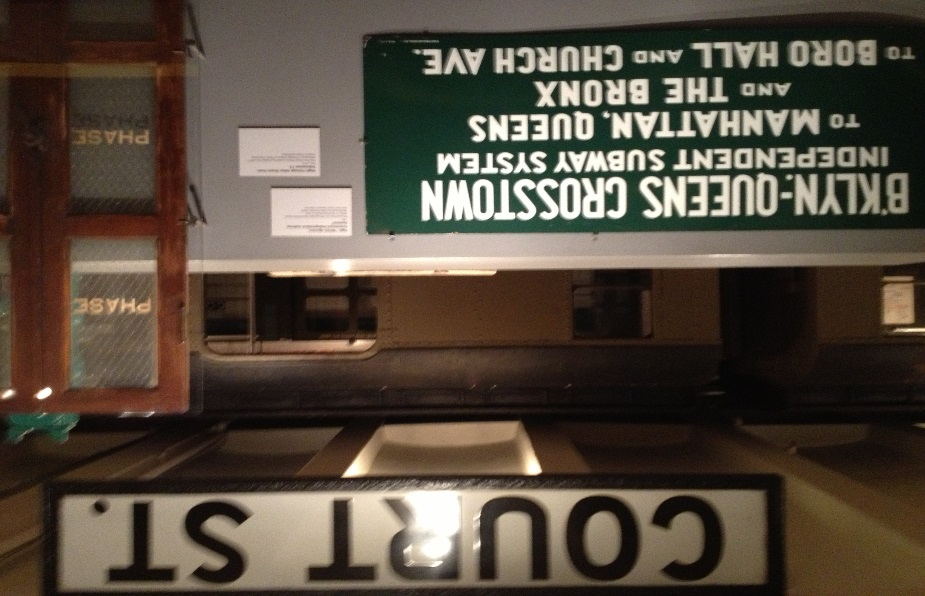 COURT ST.
B'KLYN.-QUEENS CROSSTOWN
INDEPENDENT SUBWAY SYSTEM
TO MANHATTAN, QUEENS
AND THE BRONX
TO BORO HALL AND CHURCH AVE.
PHASE
PHASE